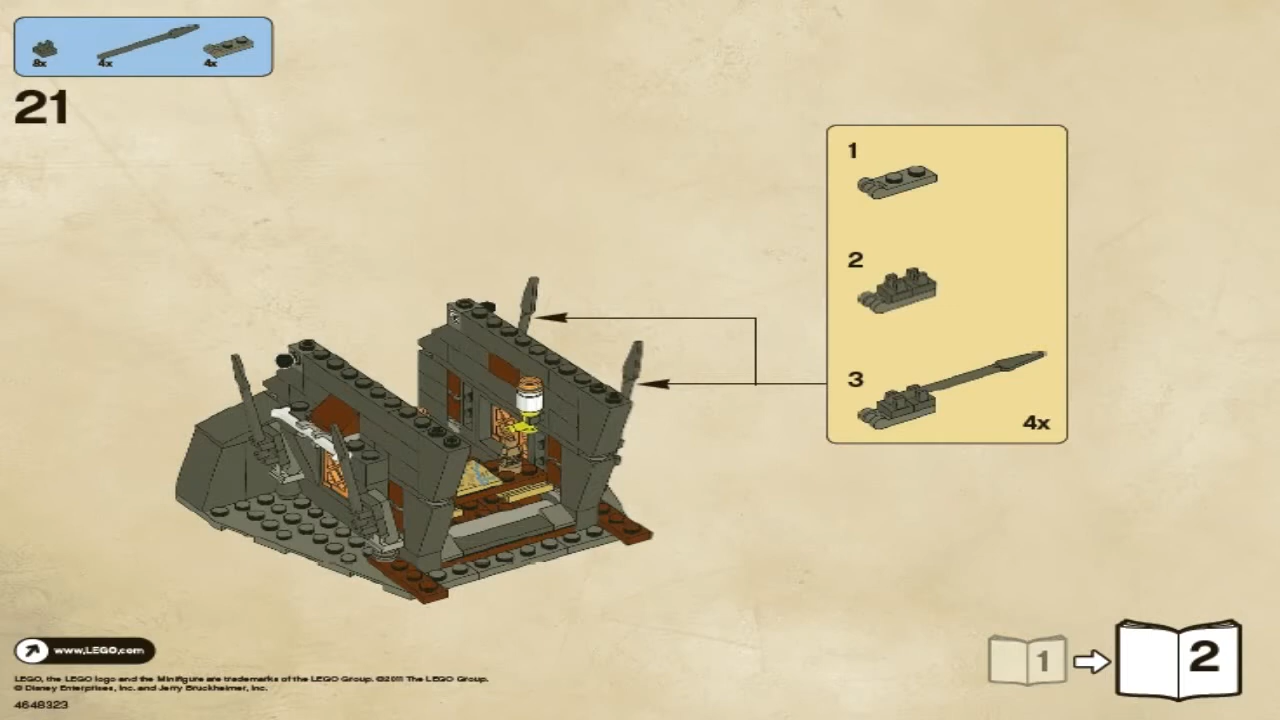 8x
4x
4x
21
1
2
3
4x
www.LEGO.com
LEGO, the LEGO logo and the Minifigure are trademarks of the LEGO Group. ©2011 The LEGO Group.
© Disney Enterprises, Inc. and Jerry Bruckheimer, Inc.
4648323
1
2